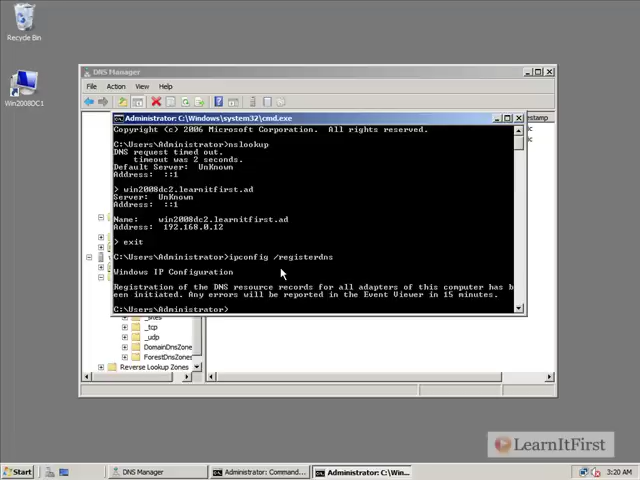 Recycle Bin
Win2008DC1
DNS Manager
File Action View Help
Administrator: C:\Windows\system32\cmd.exe
Copyright (c) 2006 Microsoft Corporation. All rights reserved.
C:\Users\Administrator>nslookup
DNS request timed out.
timeout was 2 seconds.
Default Server: UnKnown
Address: ::1
> win2008dc2.learnitfirst.ad
Server: UnKnown
Address: ::1
Name: win2008dc2.learnitfirst.ad
Address: 192.168.0.12
> exit
C:\Users\Administrator>ipconfig /registerdns
Windows IP Configuration
Registration of the DNS resource records for all adapters of this computer has b
een initiated. Any errors will be reported in the Event Viewer in 15 minutes.
C:\Users\Administrator>
_sites
_tcp
_udp
DomainDnsZones
ForestDnsZones
Reverse Lookup Zones
LearnItFirst
Start
DNS Manager
Administrator: Command...
Administrator: C:\Win...
3:20 AM